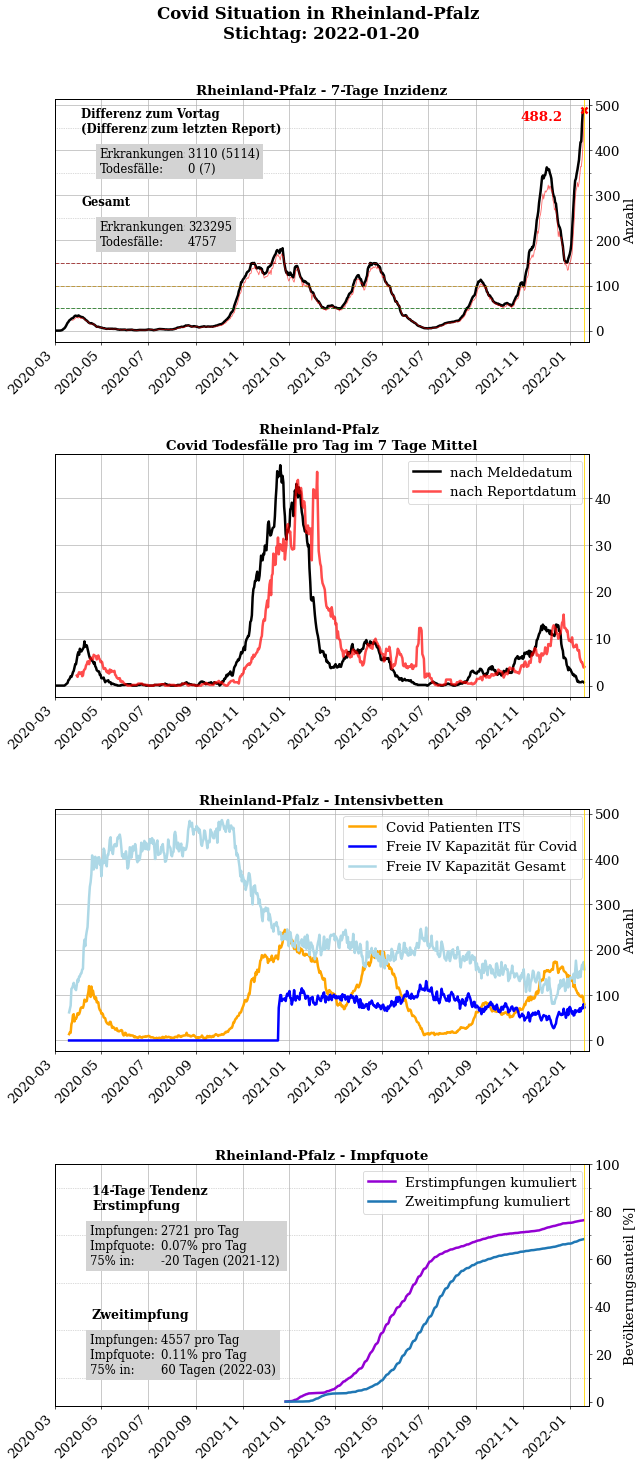 Covid Situation in Rheinland-Pfalz
Stichtag: 2022-01-20
Rheinland-Pfalz - 7-Tage Inzidenz
Differenz zum Vortag
(Differenz zum letzten Report)
Erkrankungen 3110 (5114)
Todesfälle: 0 (7)
Gesamt
Erkrankungen 323295
Todesfälle: 4757
488.2
500
400
300
200
100
0
Anzahl
2020-03
2020-05
2020-07
2020-09
2020-11
2021-01
2021-03
2021-05
2021-07
2021-09
2021-11
2022-01
Rheinland-Pfalz
Covid Todesfälle pro Tag im 7 Tage Mittel
nach Meldedatum
nach Reportdatum
40
30
20
10
0
2020-03
2020-05
2020-07
2020-09
2020-11
2021-01
2021-03
2021-05
2021-07
2021-09
2021-11
2022-01
Rheinland-Pfalz - Intensivbetten
Covid Patienten ITS
Freie IV Kapazität für Covid
Freie IV Kapazität Gesamt
500
400
300
200
100
0
Anzahl
2020-03
2020-05
2020-07
2020-09
2020-11
2021-01
2021-03
2021-05
2021-07
2021-09
2021-11
2022-01
Rheinland-Pfalz - Impfquote
14-Tage Tendenz
Erstimpfung
Impfungen: 2721 pro Tag
Impfquote: 0.07% pro Tag
75% in: -20 Tagen (2021-12)
Zweitimpfung
Impfungen: 4557 pro Tag
Impfquote: 0.11% pro Tag
75% in: 60 Tagen (2022-03)
Erstimpfungen kumuliert
Zweitimpfung kumuliert
100
80
60
40
20
0
Bevölkerungsanteil [%]
2020-03
2020-05
2020-07
2020-09
2020-11
2021-01
2021-03
2021-05
2021-07
2021-09
2021-11
2022-01